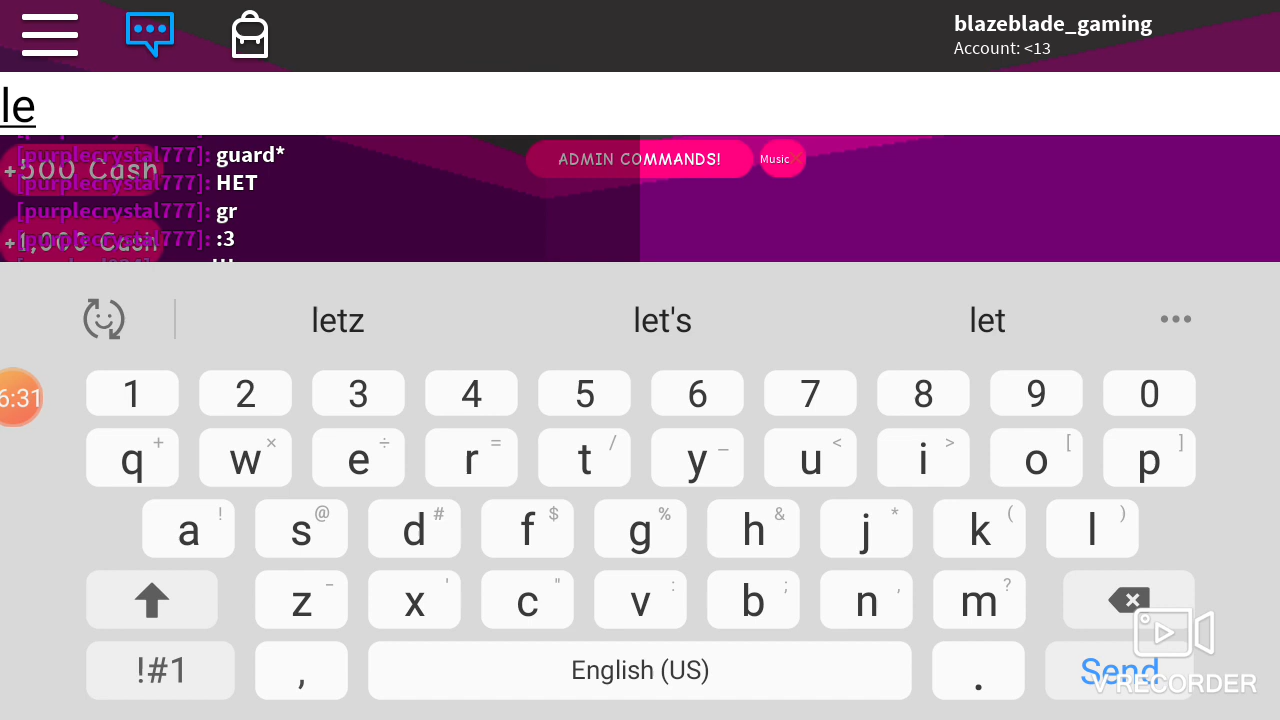 blazeblade_gaming
Account: <13
le
[purplecrystal777]: guard*
+500 Cash
ADMIN COMMANDS!
Music
[purplecrystal777]: HET
[purplecrystal777]: gr
[purplecrystal777]: :3
+1,000 Cash
letz let's let
6:31
1 2 3 4 5 6 7 8 9 0
q + w × e ÷ r = t / y _ u < i > o [ p ]
a ! s @ d # f $ g % h & j * k ( l )
z - x ' c " v : b ; n , m ?
!#1 , English (US) . Send
V RECORDER